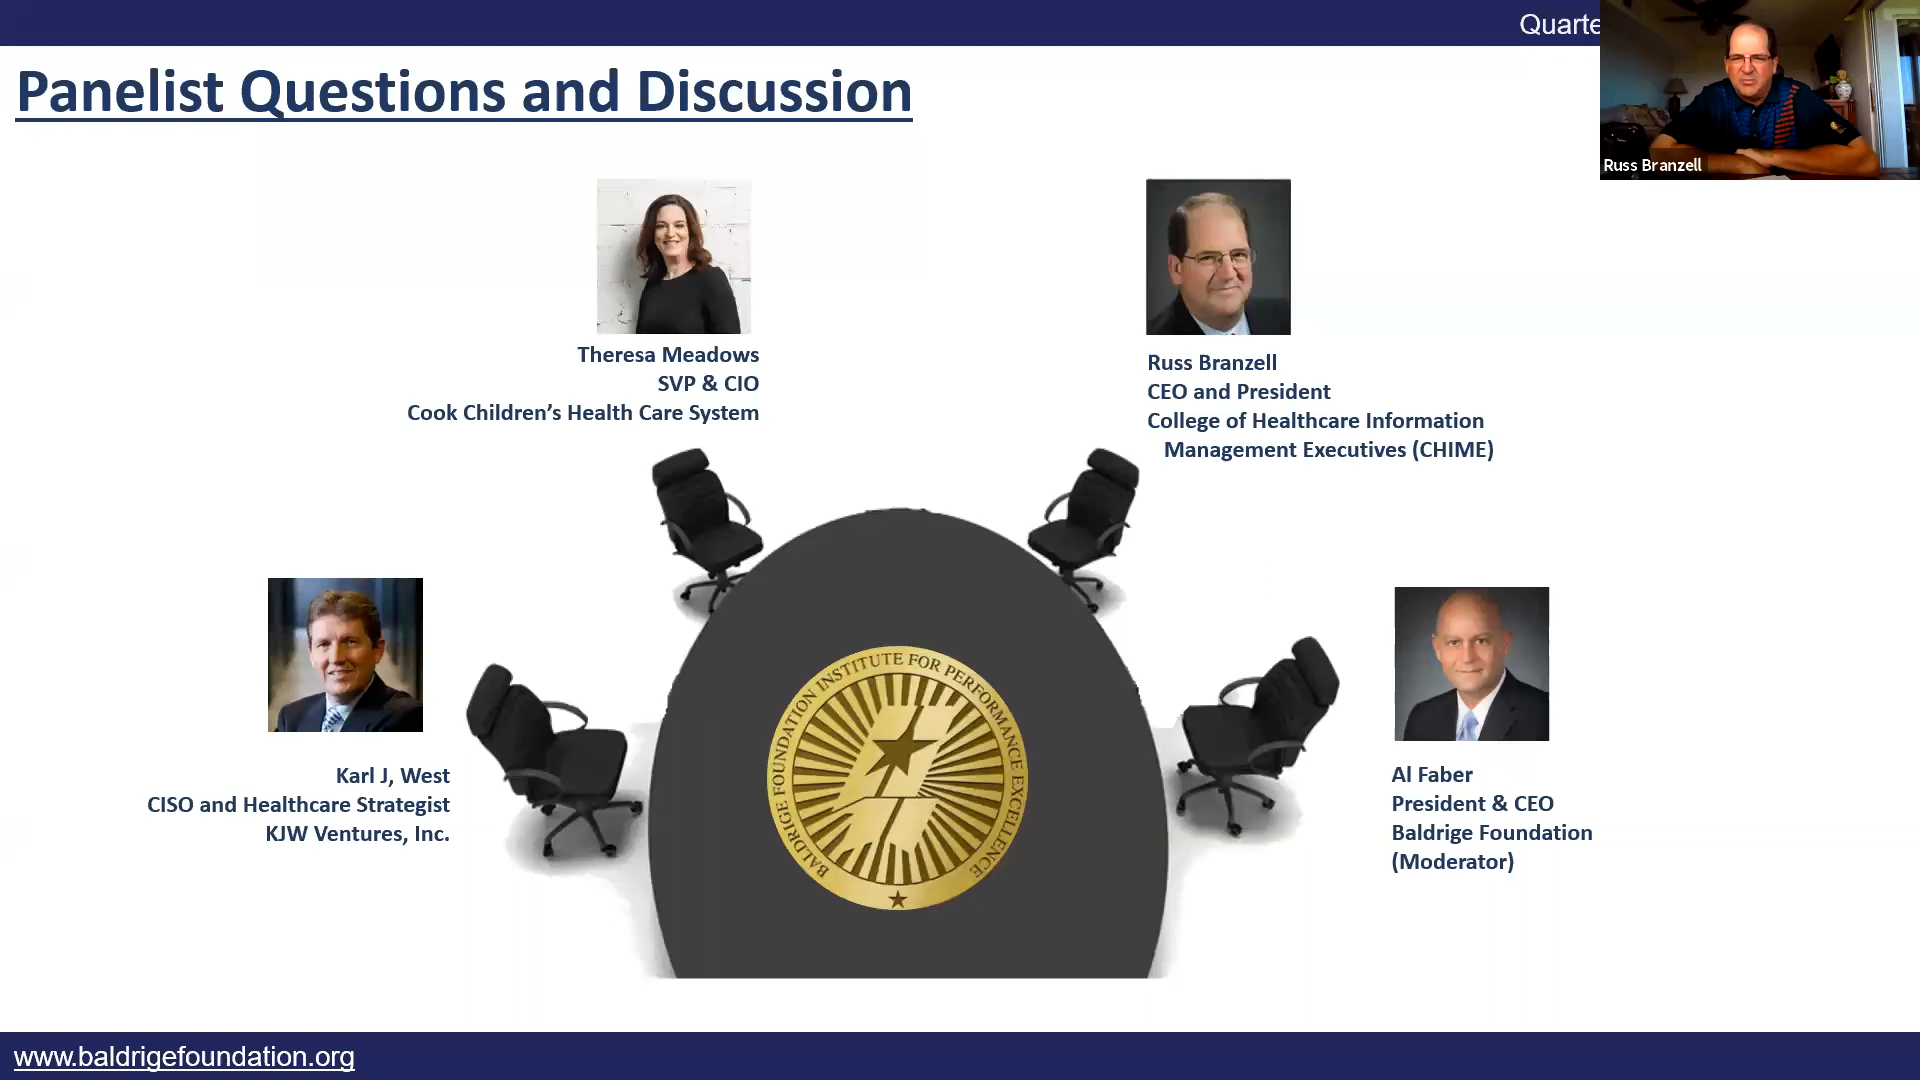 Quarte
Panelist Questions and Discussion
Russ Branzell
Theresa Meadows
SVP & CIO
Cook Children’s Health Care System
Russ Branzell
CEO and President
College of Healthcare Information
Management Executives (CHIME)
Karl J, West
CISO and Healthcare Strategist
KJW Ventures, Inc.
BALDRIGE FOUNDATION INSTITUTE FOR PERFORMANCE EXCELLENCE
Al Faber
President & CEO
Baldrige Foundation
(Moderator)
www.baldrigefoundation.org